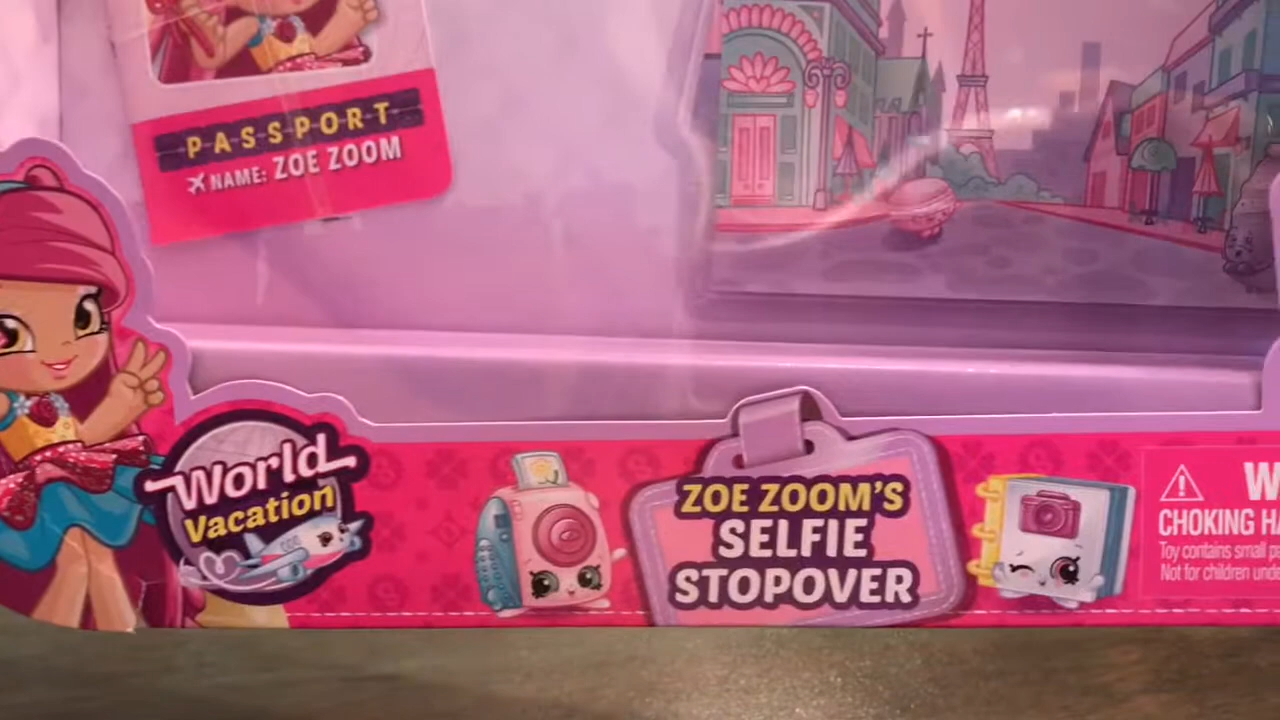 PASSPORT
NAME: ZOE ZOOM
World
Vacation
ZOE ZOOM'S
SELFIE
STOPOVER
W
CHOKING HA
Toy contains small pa
Not for children unde